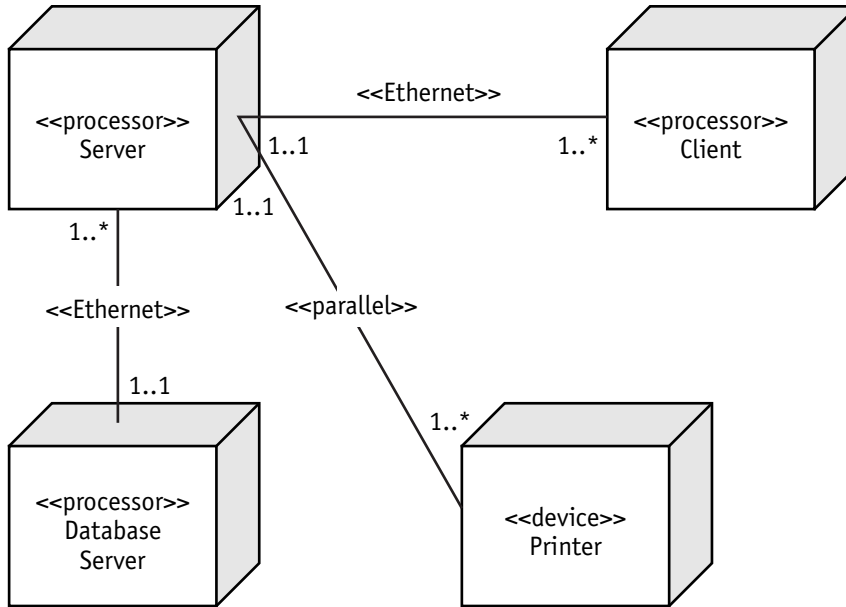 <<Ethernet>>
<<processor>>
Server
<<processor>>
Client
1..1
1..*
1..1
1..*
<<Ethernet>>
<<parallel>>
1..1
1..*
<<processor>>
Database
Server
<<device>>
Printer